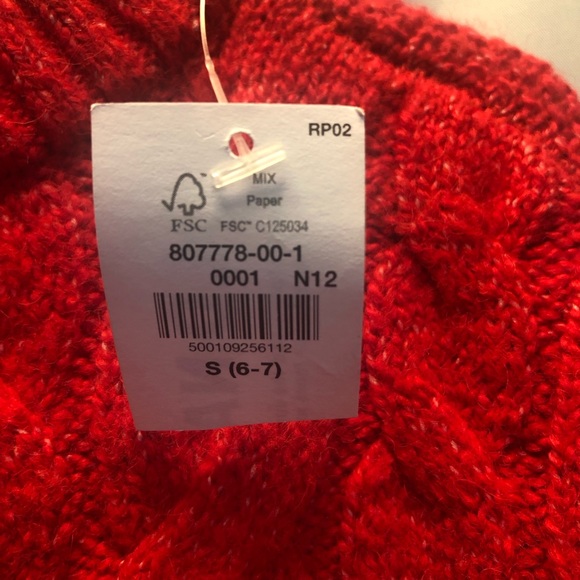 RP02
MIX
Paper
FSC FSC™ C125034
807778-00-1
0001 N12
500109256112
S (6-7)